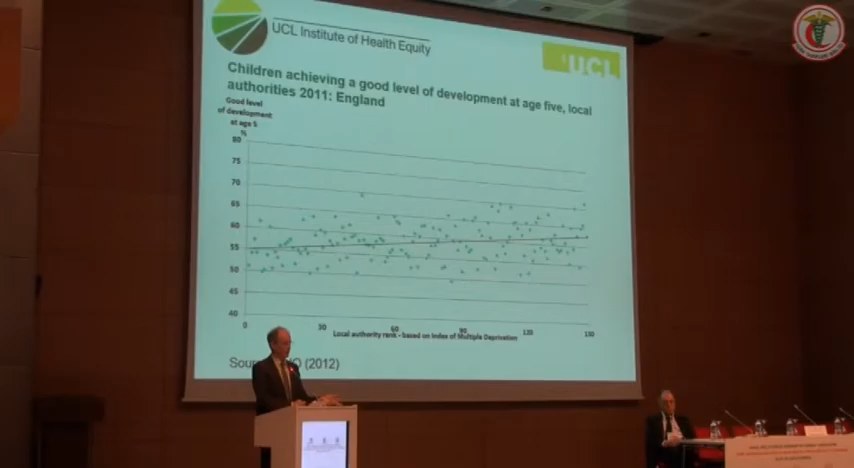 UCL Institute of Health Equity
UCL
Children achieving a good level of development at age five, local
authorities 2011: England
Good level
of development
at age 5
%
80
75
70
65
60
55
50
45
40
0
30
60
90
120
150
Local authority rank - based on Index of Multiple Deprivation
(2012)